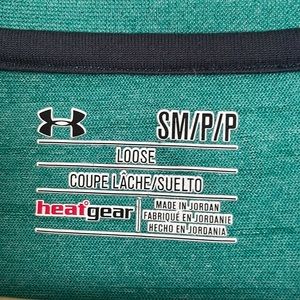 SM/P/P
LOOSE
COUPE LÂCHE/SUELTO
heatgear
MADE IN JORDAN
FABRIQUÉ EN JORDANIE
HECHO EN JORDANIA